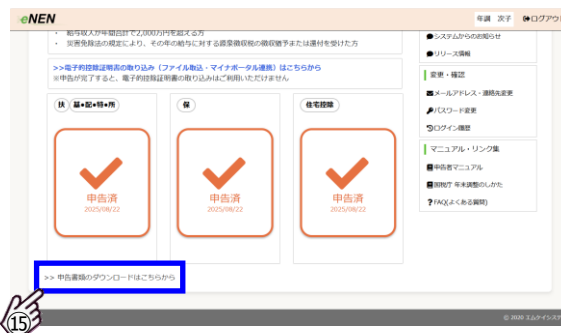 eNEN
年調 次子 ログアウト
・ 給与収入が年間合計で2,000万円を超える方
・ 災害免除法の規定により、その年の給与に対する源泉徴収税の徴収猶予または還付を受けた方
>>電子的控除証明書の取り込み（ファイル取込・マイナポータル連携）はこちらから
※申告が完了すると、電子的控除証明書の取り込みはご利用いただけません
扶 基・配・特・所
申告済
2025/08/22
保
申告済
2025/08/22
住宅控除
申告済
2025/08/22
>> 申告書類のダウンロードはこちらから
⑮
●システムからのお知らせ
●リリース情報
変更・確認
メールアドレス・連絡先変更
パスワード変更
ログイン履歴
マニュアル・リンク集
申告者マニュアル
国税庁 年末調整のしかた
FAQ(よくある質問)
© 2020 エムケイシステ